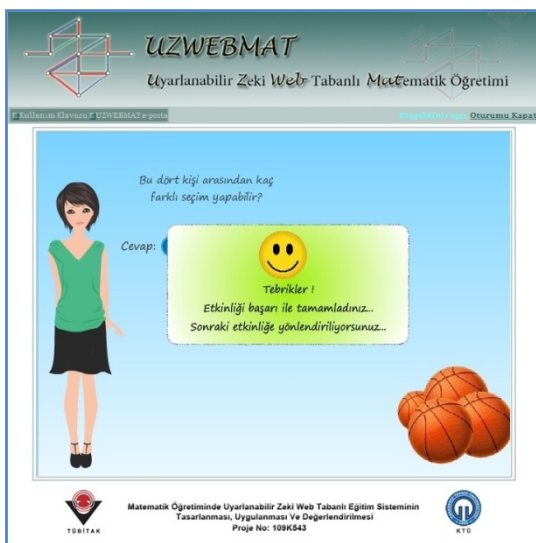 UZWEBMAT
Uyarlanabilir Zeki Web Tabanlı Matematik Öğretimi
Kullanım Klavuzu UZWEBMAT e-posta
Oturumu Kapat
Bu dört kişi arasından kaç
farklı seçim yapabilir?
Cevap:
Tebrikler !
Etkinliği başarı ile tamamladınız...
Sonraki etkinliğe yönlendiriliyorsunuz...
Matematik Öğretiminde Uyarlanabilir Zeki Web Tabanlı Eğitim Sisteminin
Tasarlanması, Uygulanması Ve Değerlendirilmesi
Proje No: 109K543
TÜBİTAK
KTÜ